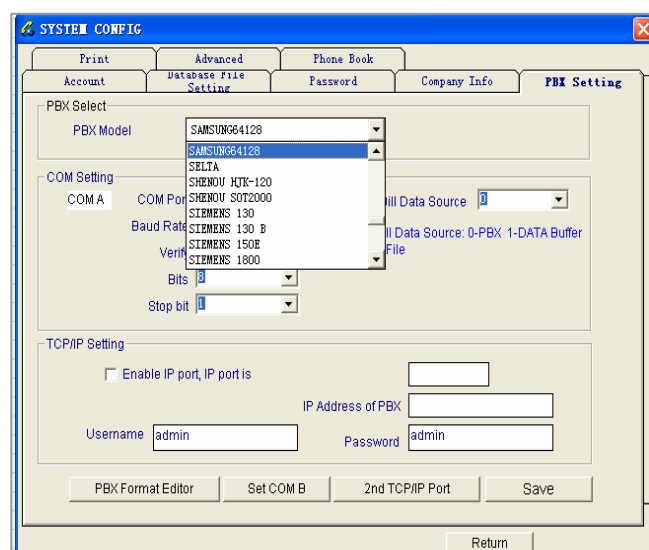 SYSTEM CONFIG
Print Advanced Phone Book
Account Database File Setting Password Company Info PBX Setting
PBX Select
PBX Model SAMSUNG64128
SAMSUNG64128
SELTA
SHENOU HJK-120
SHENOU SOT2000
SIEMENS 130
SIEMENS 130 B
SIEMENS 150E
SIEMENS 1800
COM Setting
COM A COM Por Bill Data Source 0
Baud Rate ll Data Source: 0-PBX 1-DATA Buffer
Verif File
Bits 8
Stop bit 1
TCP/IP Setting
Enable IP port, IP port is
IP Address of PBX
Username admin Password admin
PBX Format Editor Set COM B 2nd TCP/IP Port Save
Return